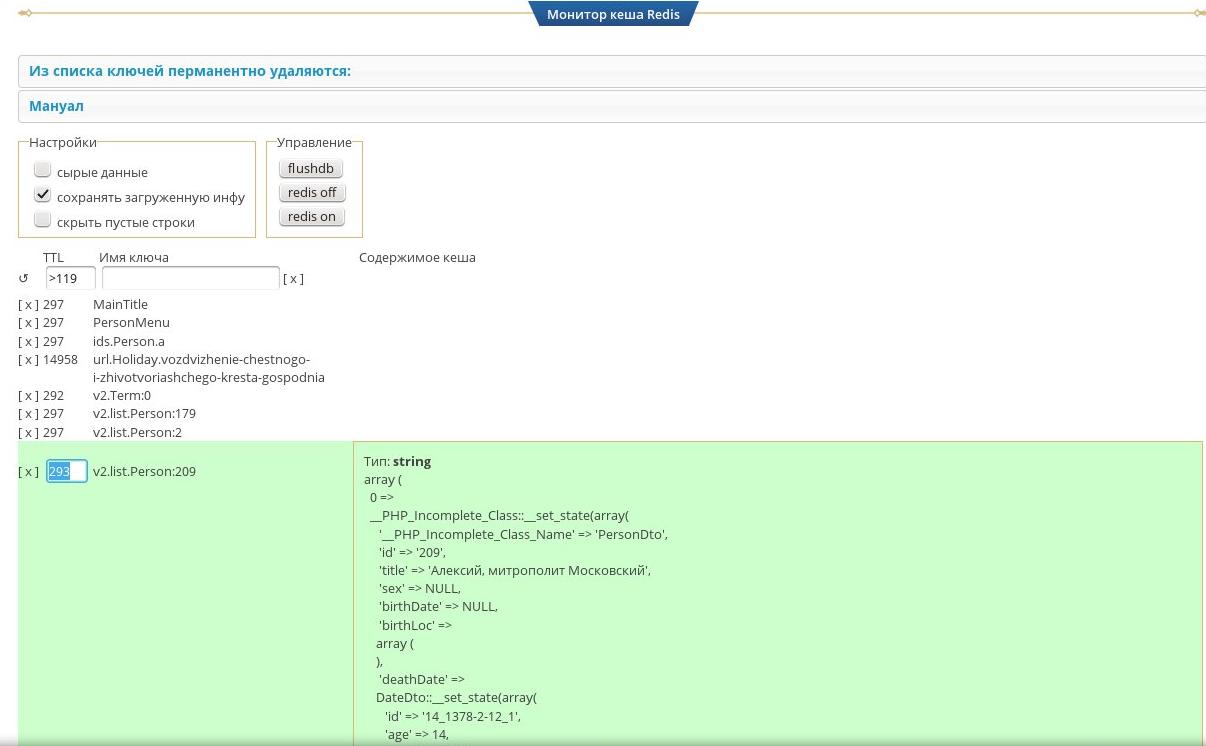 Монитор кеша Redis
Из списка ключей перманентно удаляются:
Мануал
Настройки
сырые данные
сохранять загруженную инфу
скрыть пустые строки
Управление
flushdb
redis off
redis on
TTL Имя ключа Содержимое кеша
↺ >119 [ x ]
[ x ] 297 MainTitle
[ x ] 297 PersonMenu
[ x ] 297 ids.Person.a
[ x ] 14958 url.Holiday.vozdvizhenie-chestnogo-
i-zhivotvoriashchego-kresta-gospodnia
[ x ] 292 v2.Term:0
[ x ] 297 v2.list.Person:179
[ x ] 297 v2.list.Person:2
[ x ] 293 v2.list.Person:209
Тип: string
array (
0 =>
__PHP_Incomplete_Class::__set_state(array(
'__PHP_Incomplete_Class_Name' => 'PersonDto',
'id' => '209',
'title' => 'Алексий, митрополит Московский',
'sex' => NULL,
'birthDate' => NULL,
'birthLoc' =>
array (
),
'deathDate' =>
DateDto::__set_state(array(
'id' => '14_1378-2-12_1',
'age' => 14,